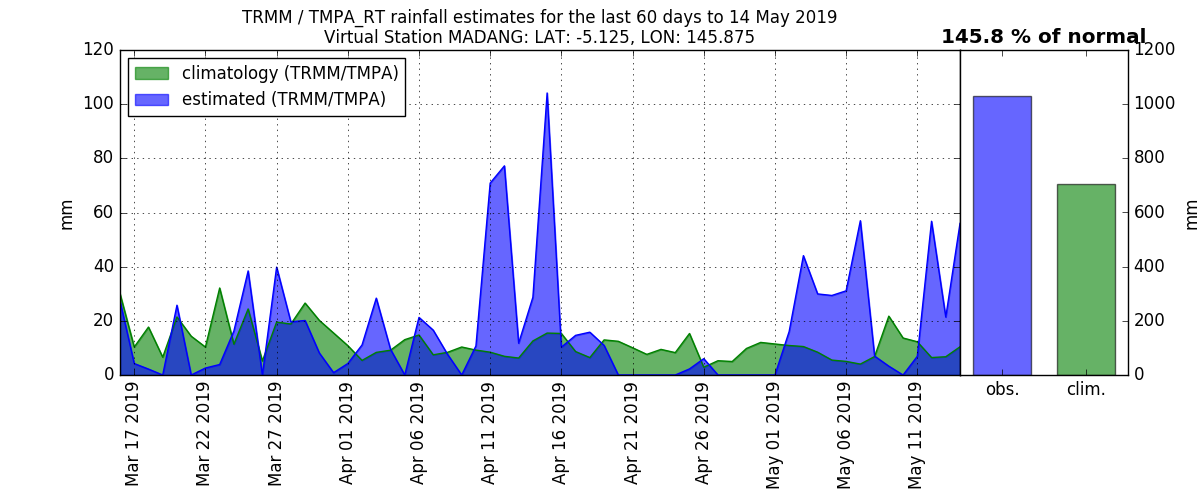 TRMM / TMPA_RT rainfall estimates for the last 60 days to 14 May 2019
Virtual Station MADANG: LAT: -5.125, LON: 145.875
145.8 % of normal
climatology (TRMM/TMPA)
estimated (TRMM/TMPA)
120
100
80
60
40
20
0
mm
Mar 17 2019
Mar 22 2019
Mar 27 2019
Apr 01 2019
Apr 06 2019
Apr 11 2019
Apr 16 2019
Apr 21 2019
Apr 26 2019
May 01 2019
May 06 2019
May 11 2019
obs.
clim.
1200
1000
800
600
400
200
0
mm